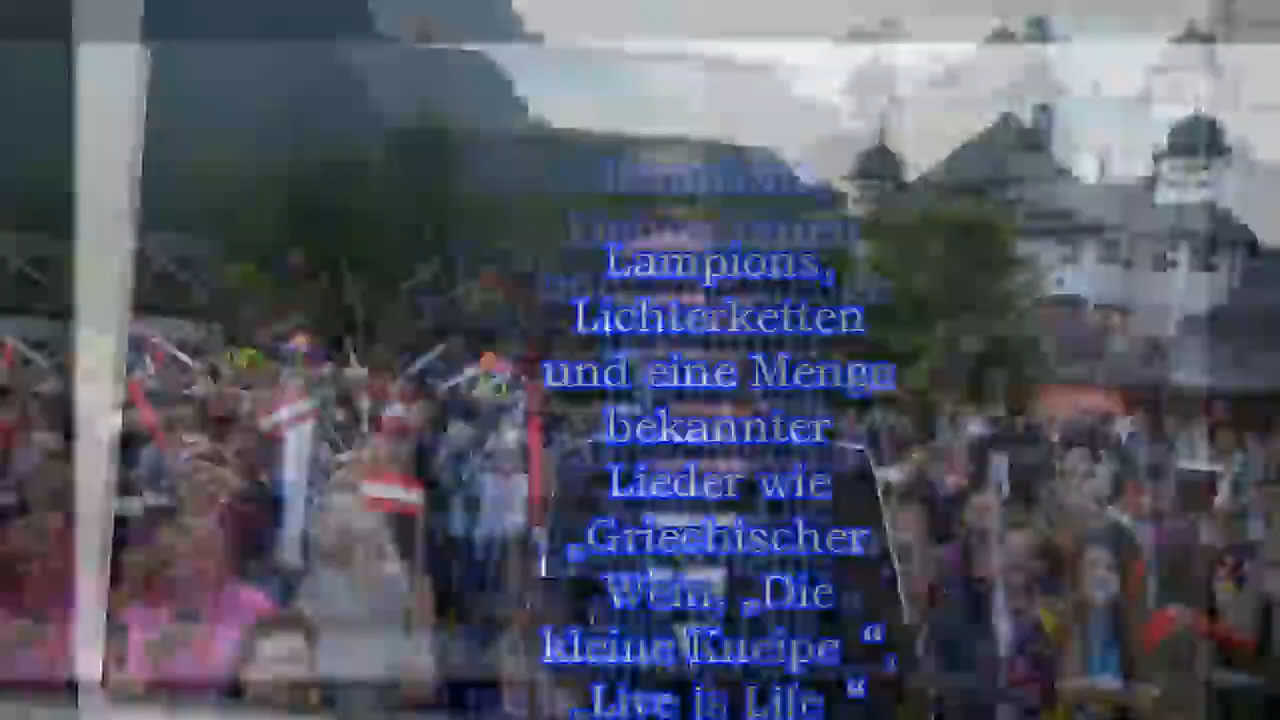 Lampions,
Lichterketten
und eine Menge
bekannter
Lieder wie
„Griechischer
Wein, „Die
kleine Kneipe “,
„Live is Life “